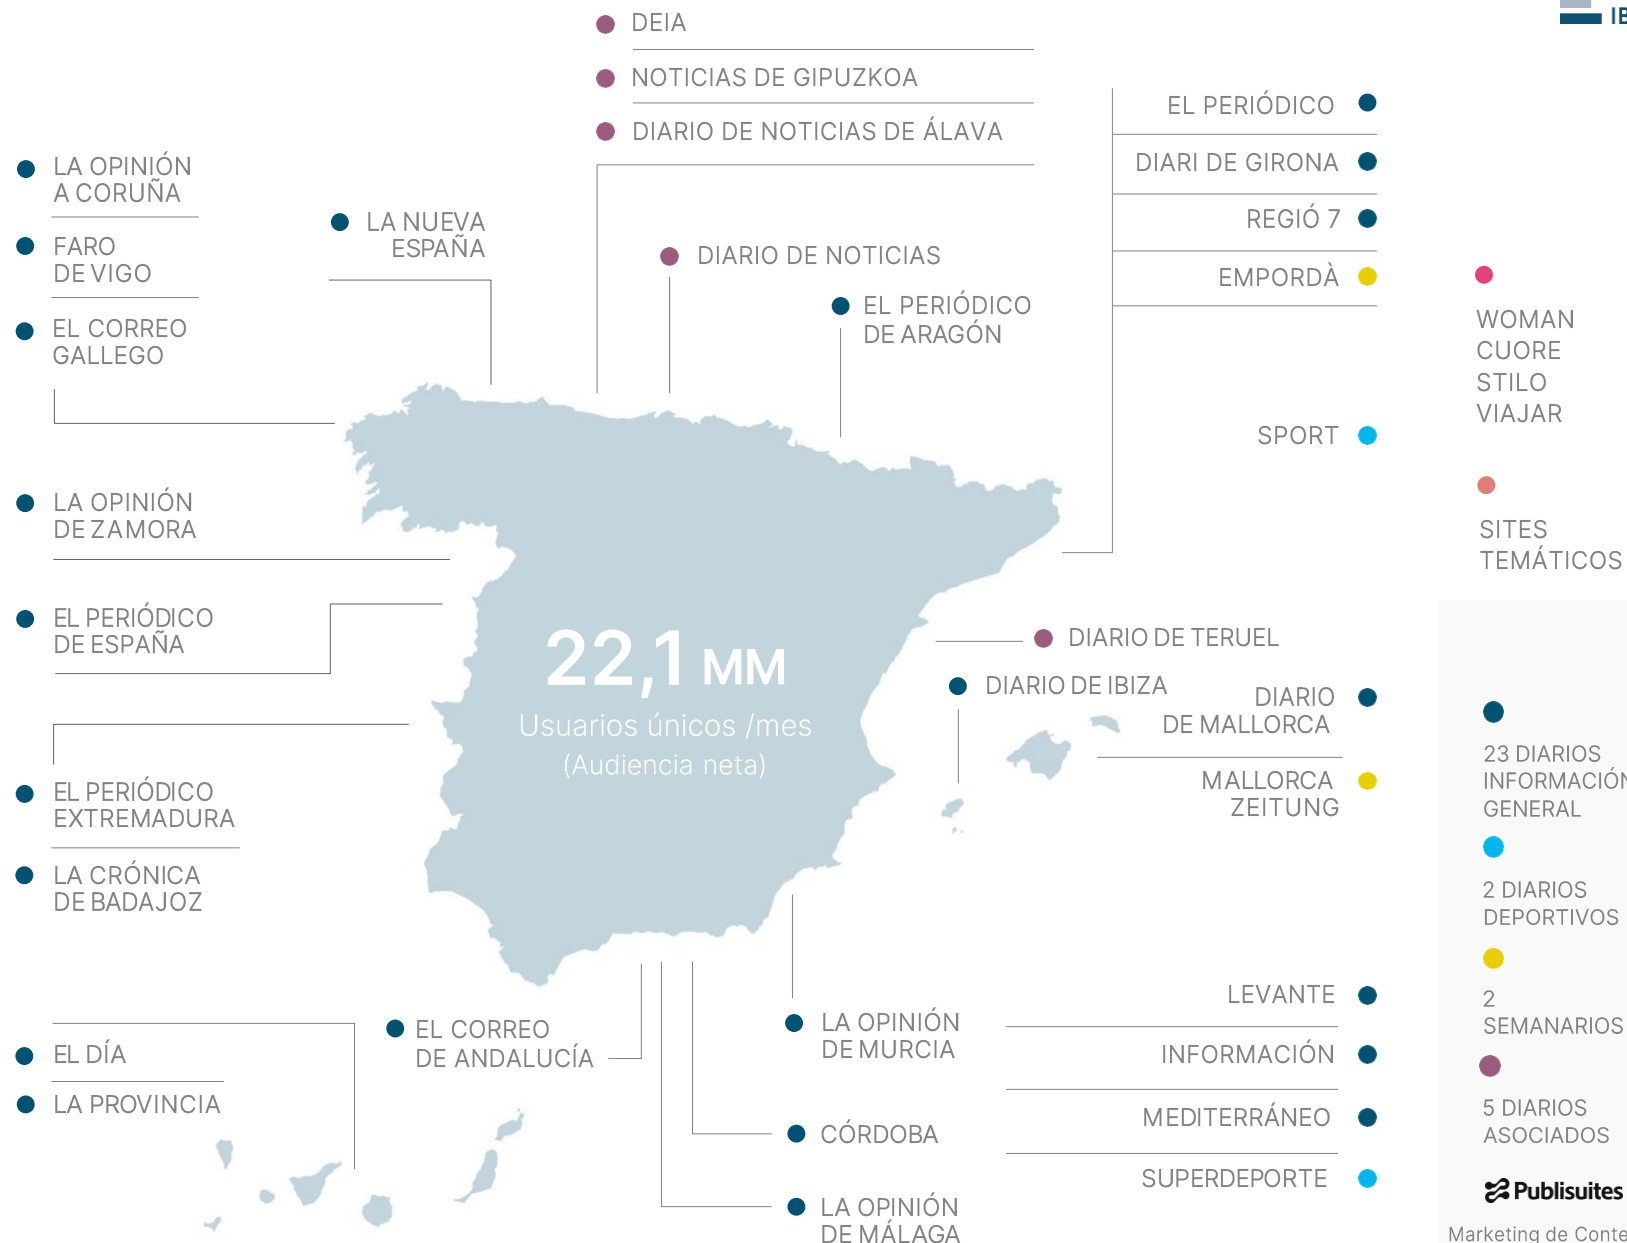 DEIA
NOTICIAS DE GIPUZKOA
DIARIO DE NOTICIAS DE ÁLAVA
LA OPINIÓN
A CORUÑA
FARO
DE VIGO
EL CORREO
GALLEGO
LA NUEVA
ESPAÑA
DIARIO DE NOTICIAS
EL PERIÓDICO
DE ARAGÓN
EL PERIÓDICO
DIARI DE GIRONA
REGIÓ 7
EMPORDÀ
SPORT
WOMAN
CUORE
STILO
VIAJAR
SITES
TEMÁTICOS
LA OPINIÓN
DE ZAMORA
EL PERIÓDICO
DE ESPAÑA
22,1 MM
Usuarios únicos /mes
(Audiencia neta)
DIARIO DE TERUEL
DIARIO DE IBIZA
DIARIO
DE MALLORCA
MALLORCA
ZEITUNG
EL PERIÓDICO
EXTREMADURA
LA CRÓNICA
DE BADAJOZ
EL DÍA
LA PROVINCIA
EL CORREO
DE ANDALUCÍA
LA OPINIÓN
DE MURCIA
CÓRDOBA
LA OPINIÓN
DE MÁLAGA
LEVANTE
INFORMACIÓN
MEDITERRÁNEO
SUPERDEPORTE
23 DIARIOS
INFORMACIÓN
GENERAL
2 DIARIOS
DEPORTIVOS
2
SEMANARIOS
5 DIARIOS
ASOCIADOS
Publisuites
Marketing de